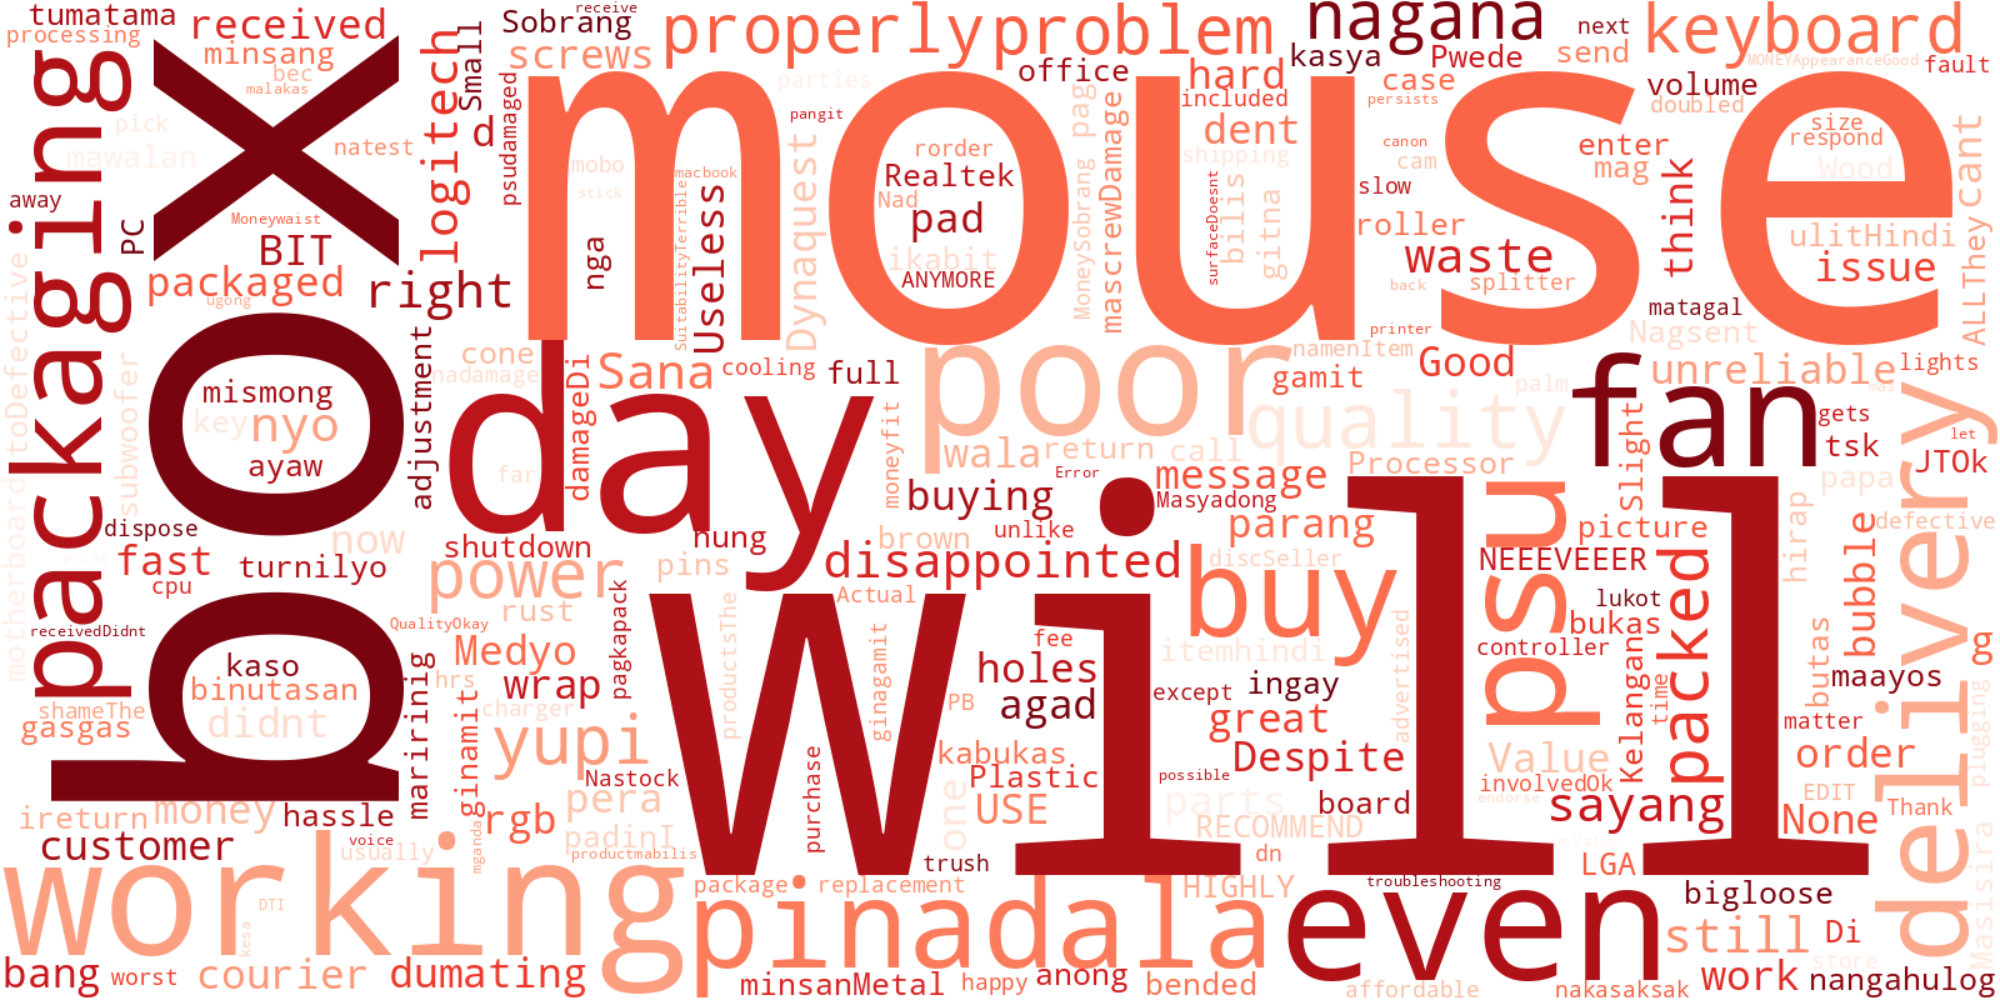 tumatama
processing
received
minsang
bec
malakas
pick
mawalan
natest
packaging
box
away
Moneywaist
PC
BIT
packaged
ugong
right
logitech
Small
d
Sobrang
receive
screws
psudamaged
properly
problem
mouse
mobo
stick
macbook
SuitabilityTerrible
nga
Useless
parties
pangit
Dynaquest
rorder
Realtek
Nad
pad
ikabit
ANYMORE
office
MoneySobrang
pag
mascrewDamage
hard
included
dent
shipping
surfaceDoesnt
bilis
gitna
nagana
kasya
Pwede
case
persists
canon
cam
slow
roller
waste
splitter
back
printer
next
send
enter
mag
think
keyboard
MONEYAppearanceGood
fault
volume
doubled
size
respond
Wood
ulitHindi
issue
matagal
Nagsent
ALLThey
cant
motherboard
toDefective
subwoofer
mismong
key
nyo
ayaw
adjustment
cone
nadamage
day
far
damageDi
Sana
cooling
full
moneyfit
poor
namenItem
gamit
Good
quality
palm
fan
unreliable
lights
mas
gets
tsk
let
JTOk
papa
delivery
dispose
fast
cpu
turnilyo
now
shutdown
power
hung
pins
rust
wala
return
call
Error
message
Masyadong
buying
unlike
brown
disappointed
Processor
parang
discSeller
buy
psu
Slight
picture
NEEEVEEER
lukot
bukas
packed
hirap
bubble
defective
receivedDidnt
kaso
binutasan
didnt
shameThe
gasgas
QualityOkay
Medyo
hrs
maririnig
ginamit
wrap
charger
yupi
pagkapack
productsThe
Will
Actual
ginagamit
PB
fee
holes
agad
except
itemhindi
ingay
great
advertised
controller
Kelangan
time
butas
maayos
g
matter
plugging
ireturn
money
hassle
customer
voice
usually
rgb
mganda
Nastock
pera
padinI
productmabilis
purchase
kabukas
Plastic
USE
one
possible
parts
RECOMMEND
Despite
board
Value
involvedOk
endorse
sayang
None
order
EDIT
Thank
Masisira
working
DTI
kesa
bang
worst
courier
dumating
package
replacement
trush
pinadala
minsanMetal
happy
anong
bended
HIGHLY
dn
troubleshooting
even
affordable
LGA
bigloose
still
Di
store
work
nakasaksak
nangahulog